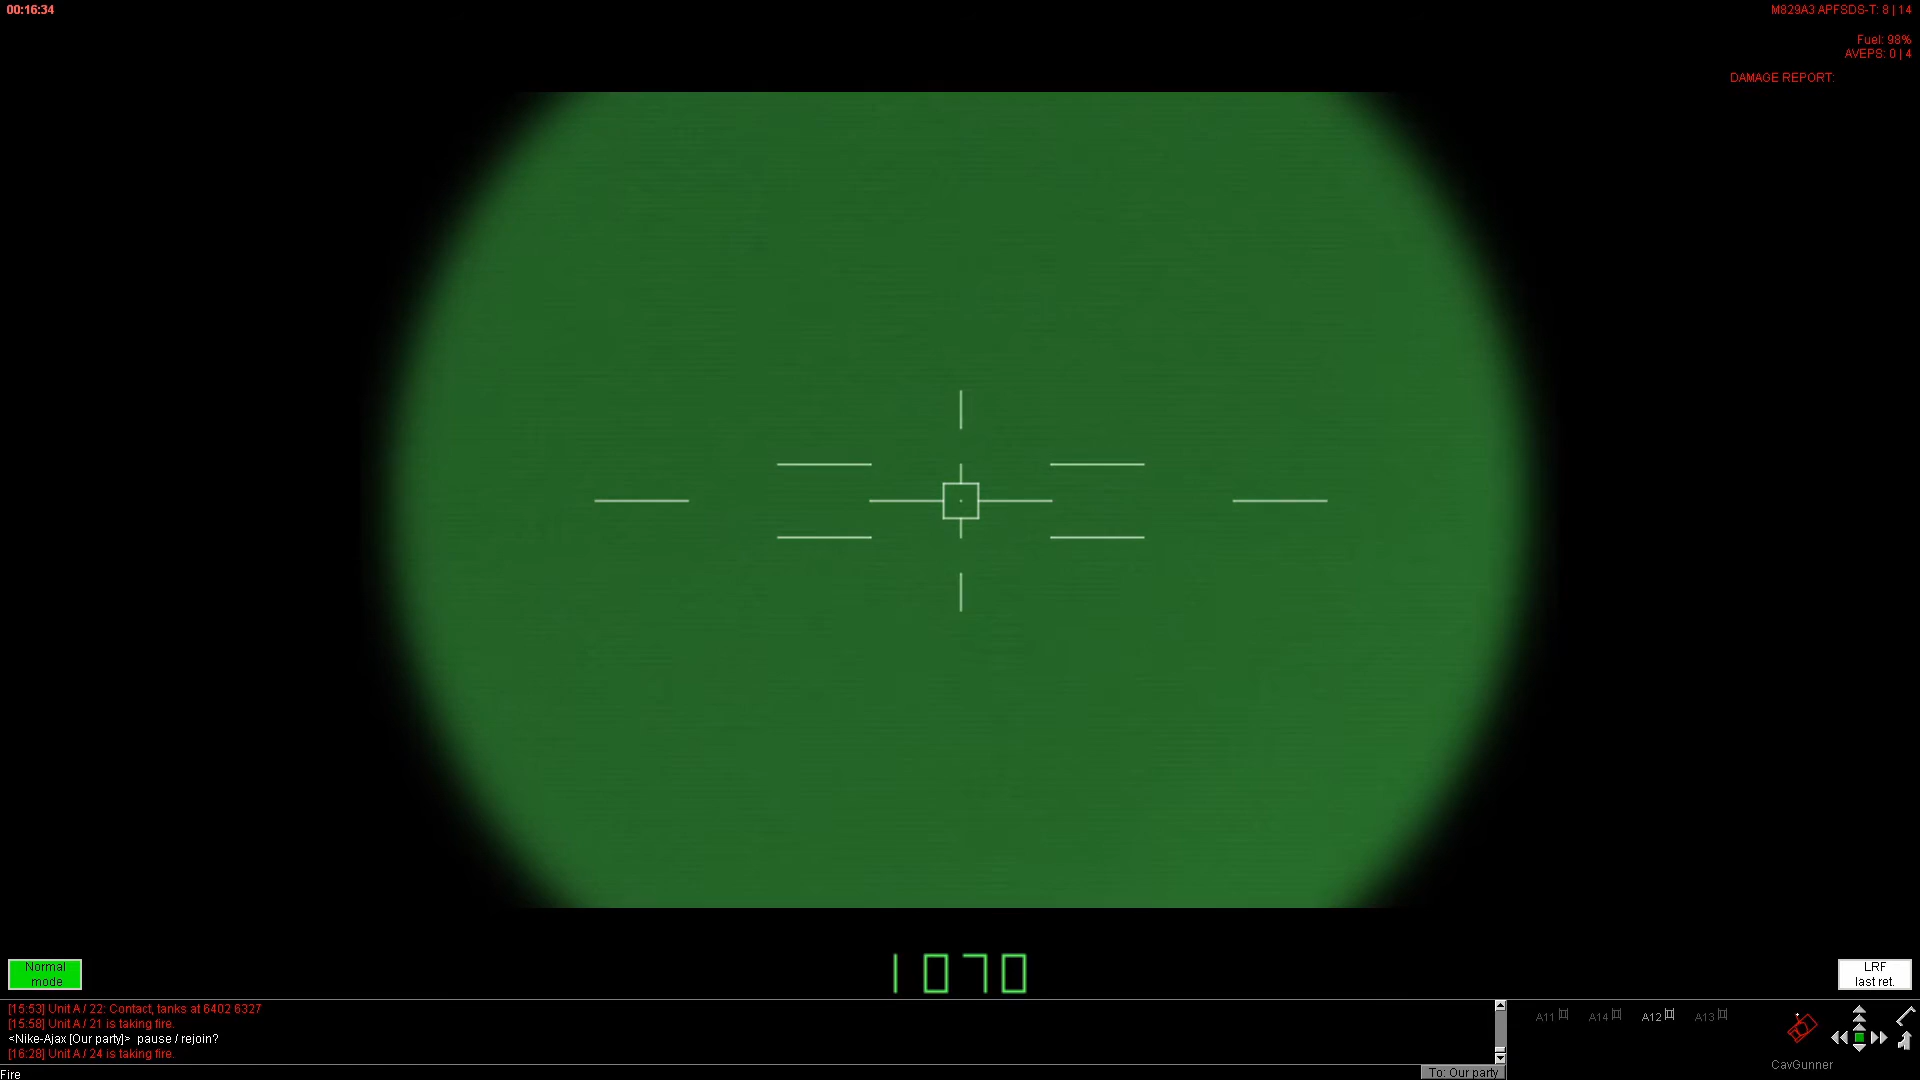 00:16:34
M829A3 APFSDS-T: 8 | 14
Fuel: 98%
AVEPS: 0 | 4
DAMAGE REPORT:
1070
Normal
mode
LRF
last ret.
[15:53] Unit A / 22: Contact, tanks at 6402 6327
[15:58] Unit A / 21 is taking fire.
<Nike-Ajax [Our party]>  pause / rejoin?
[16:28] Unit A / 24 is taking fire.
A11 A14 A12 A13
CavGunner
Fire
To: Our party